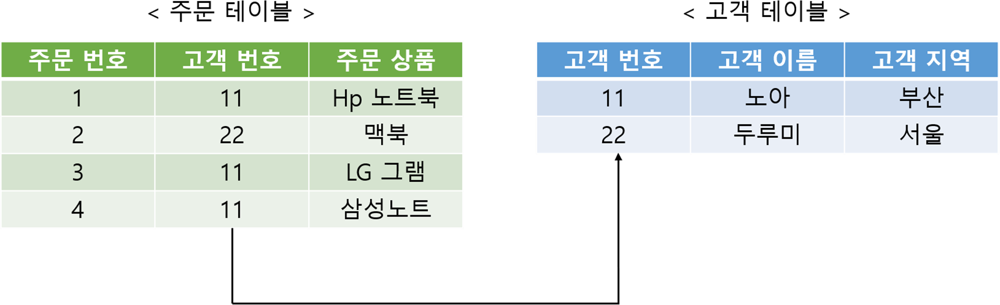 < 주문 테이블 >
주문 번호 고객 번호 주문 상품
1 11 Hp 노트북
2 22 맥북
3 11 LG 그램
4 11 삼성노트
< 고객 테이블 >
고객 번호 고객 이름 고객 지역
11 노아 부산
22 두루미 서울